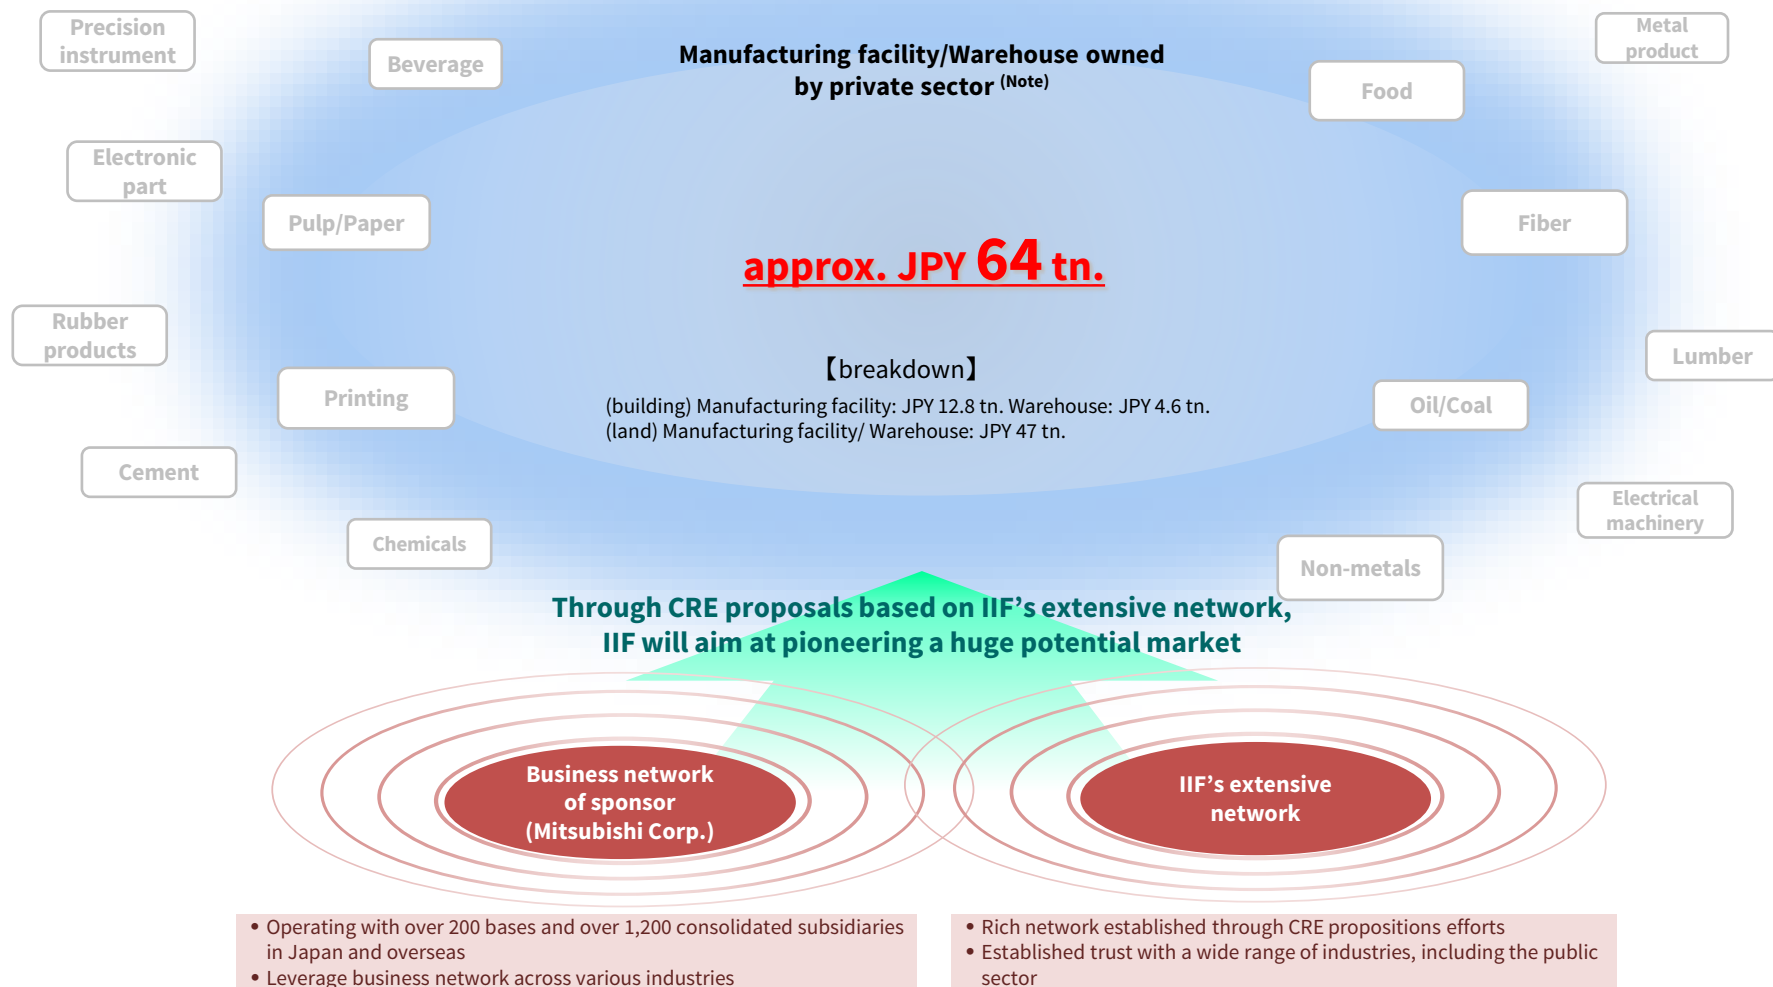 Precision
instrument
Beverage
Manufacturing facility/Warehouse owned
by private sector (Note)
Food
Metal
product
Electronic
part
Pulp/Paper
Fiber
approx. JPY 64 tn.
Rubber
products
Lumber
【breakdown】
Printing
(building) Manufacturing facility: JPY 12.8 tn. Warehouse: JPY 4.6 tn.
(land) Manufacturing facility/ Warehouse: JPY 47 tn.
Oil/Coal
Cement
Electrical
machinery
Chemicals
Non-metals
Through CRE proposals based on IIF’s extensive network,
IIF will aim at pioneering a huge potential market
Business network
of sponsor
(Mitsubishi Corp.)
IIF’s extensive
network
• Operating with over 200 bases and over 1,200 consolidated subsidiaries
in Japan and overseas
• Leverage business network across various industries
• Rich network established through CRE propositions efforts
• Established trust with a wide range of industries, including the public
sector